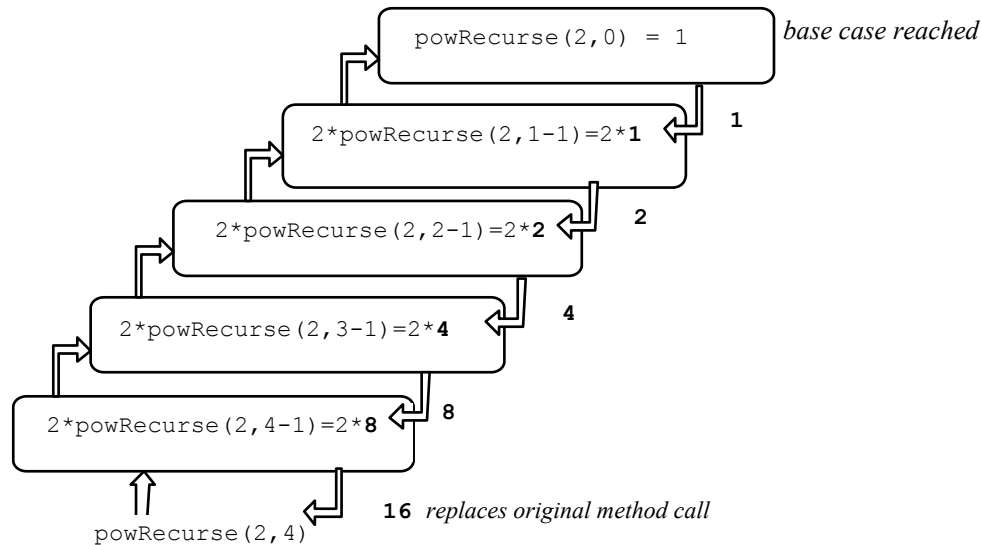 powRecurse(2,0) = 1
base case reached
2*powRecurse(2,1-1)=2*1
1
2*powRecurse(2,2-1)=2*2
2
2*powRecurse(2,3-1)=2*4
4
2*powRecurse(2,4-1)=2*8
8
16 replaces original method call
powRecurse(2,4)